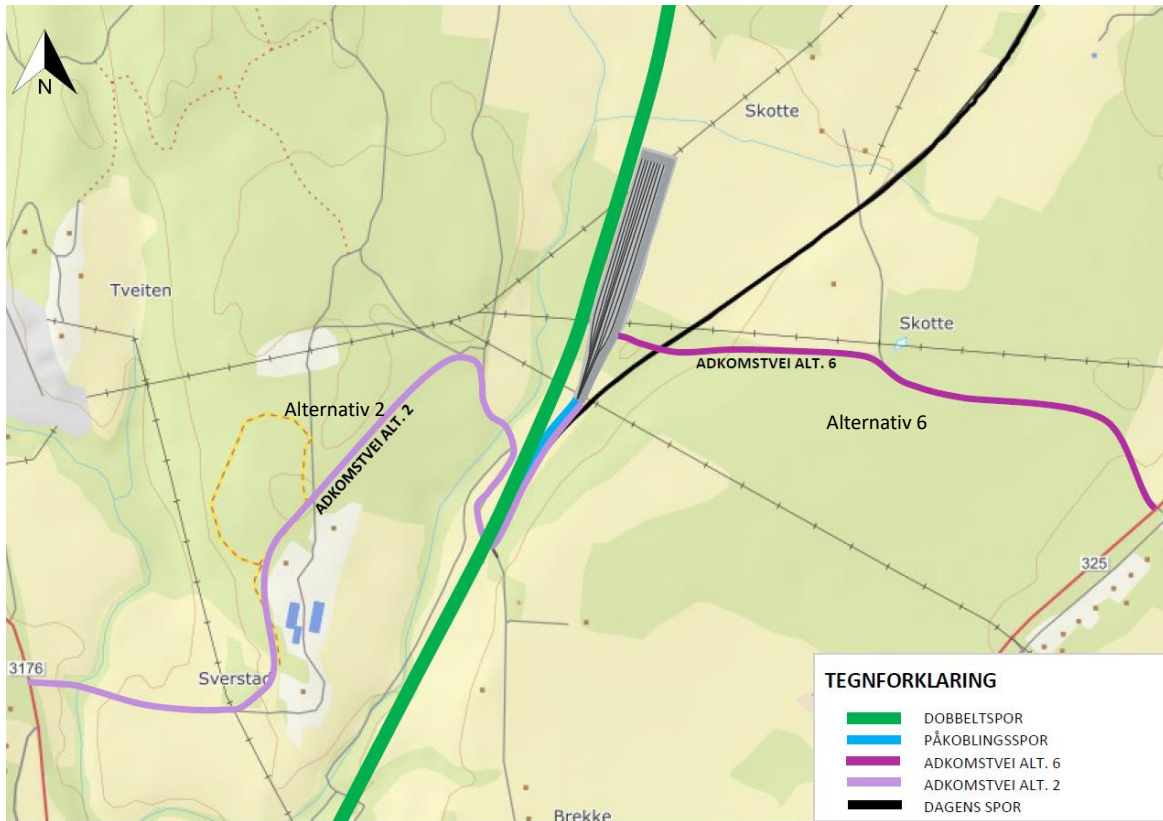 N
Skotte
Tveiten
Skotte
ADKOMSTVEI ALT. 6
Alternativ 2
ADKOMSTVEI ALT. 2
Alternativ 6
325
3176
Sverstad
Brekke
TEGNFORKLARING
DOBBELTSPOR
PÅKOBLINGSSPOR
ADKOMSTVEI ALT. 6
ADKOMSTVEI ALT. 2
DAGENS SPOR